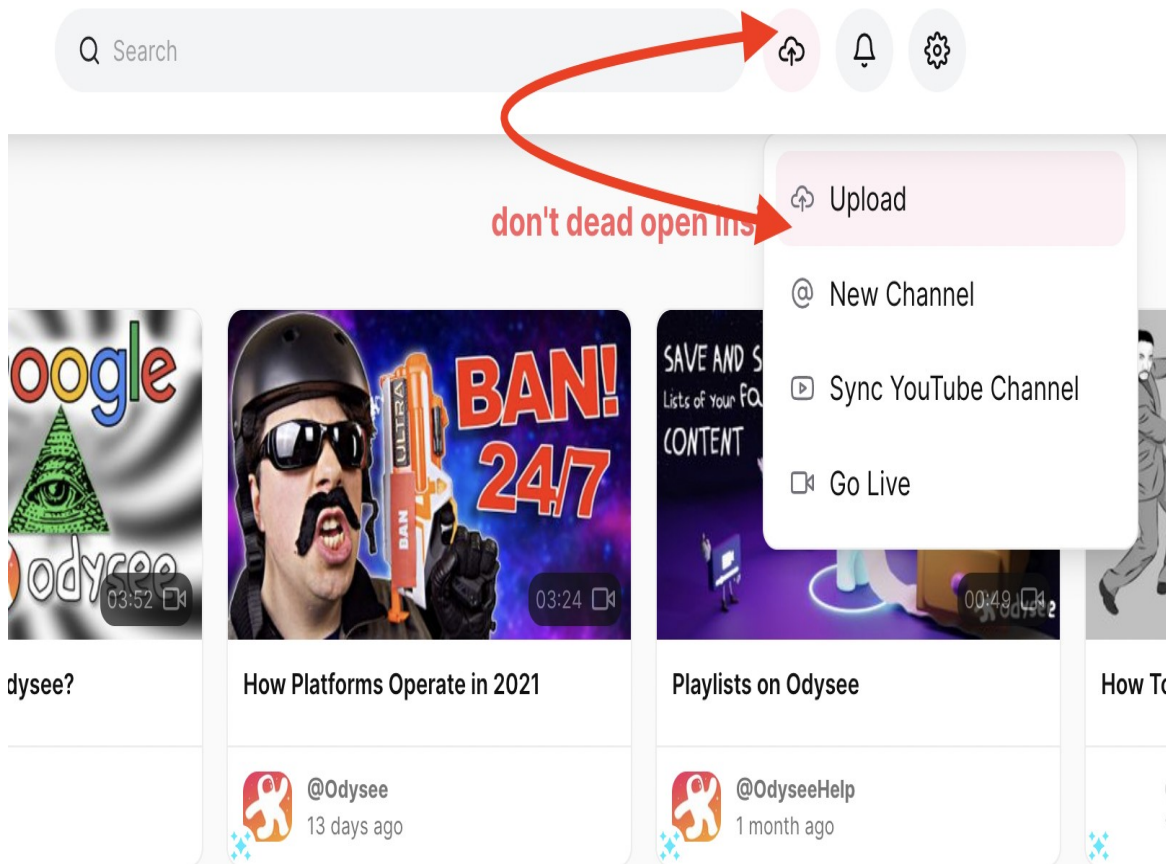 Search
don't dead open ins
Upload
@ New Channel
Sync YouTube Channel
Go Live
oogle
odysee
03:52
ULTRA
BAN
BAN!
24/7
03:24
SAVE AND S
Lists of Your FA
CONTENT
00:49
odysee
dysee?
How Platforms Operate in 2021
Playlists on Odysee
How To
@Odysee
13 days ago
@OdyseeHelp
1 month ago